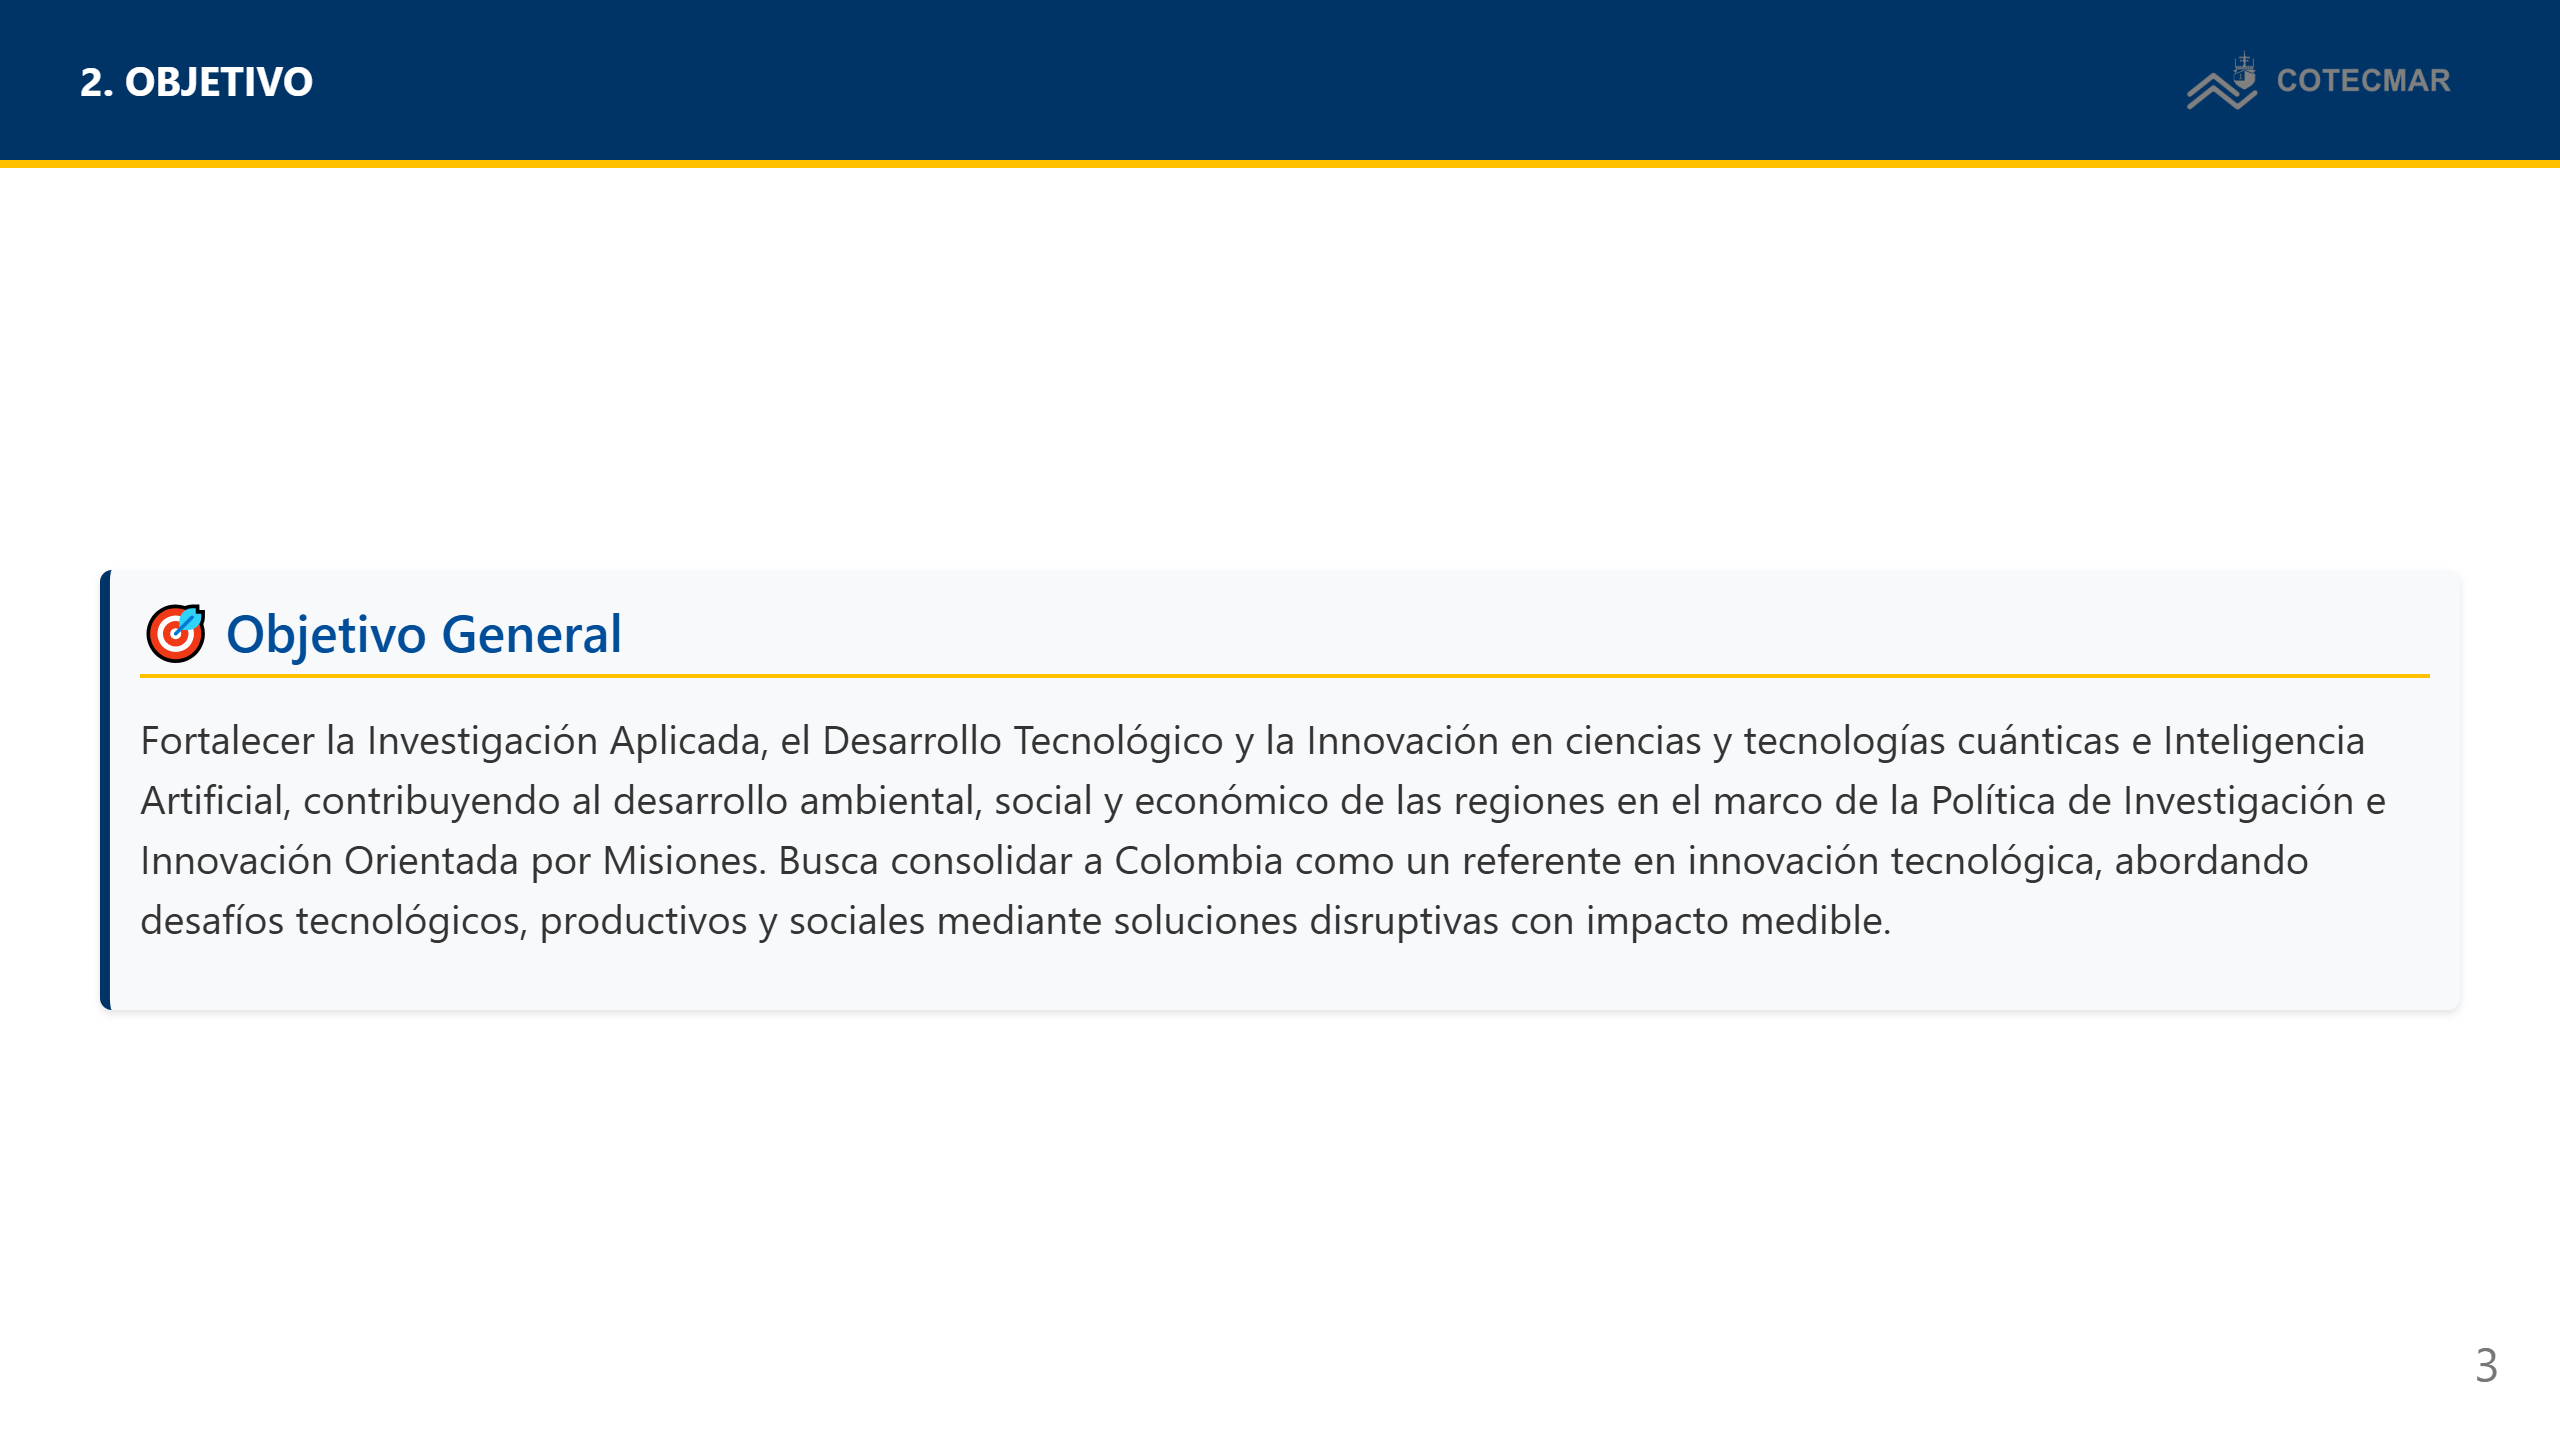 2. OBJETIVO
COTECMAR
Objetivo General
Fortalecer la Investigación Aplicada, el Desarrollo Tecnológico y la Innovación en ciencias y tecnologías cuánticas e Inteligencia
Artificial, contribuyendo al desarrollo ambiental, social y económico de las regiones en el marco de la Política de Investigación e
Innovación Orientada por Misiones. Busca consolidar a Colombia como un referente en innovación tecnológica, abordando
desafíos tecnológicos, productivos y sociales mediante soluciones disruptivas con impacto medible.
3